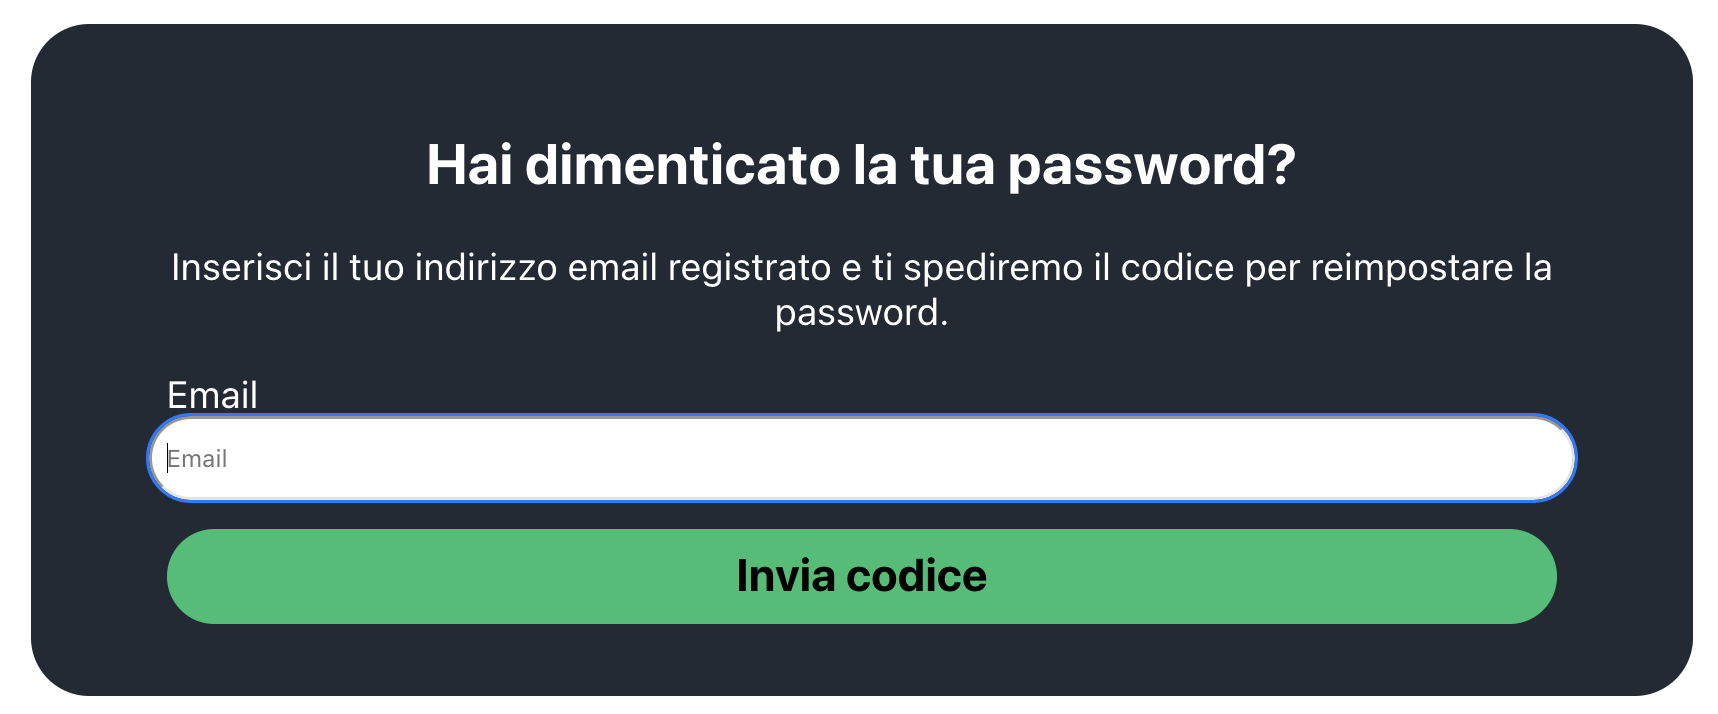 Hai dimenticato la tua password?
Inserisci il tuo indirizzo email registrato e ti spediremo il codice per reimpostare la
password.
Email
Email
Invia codice